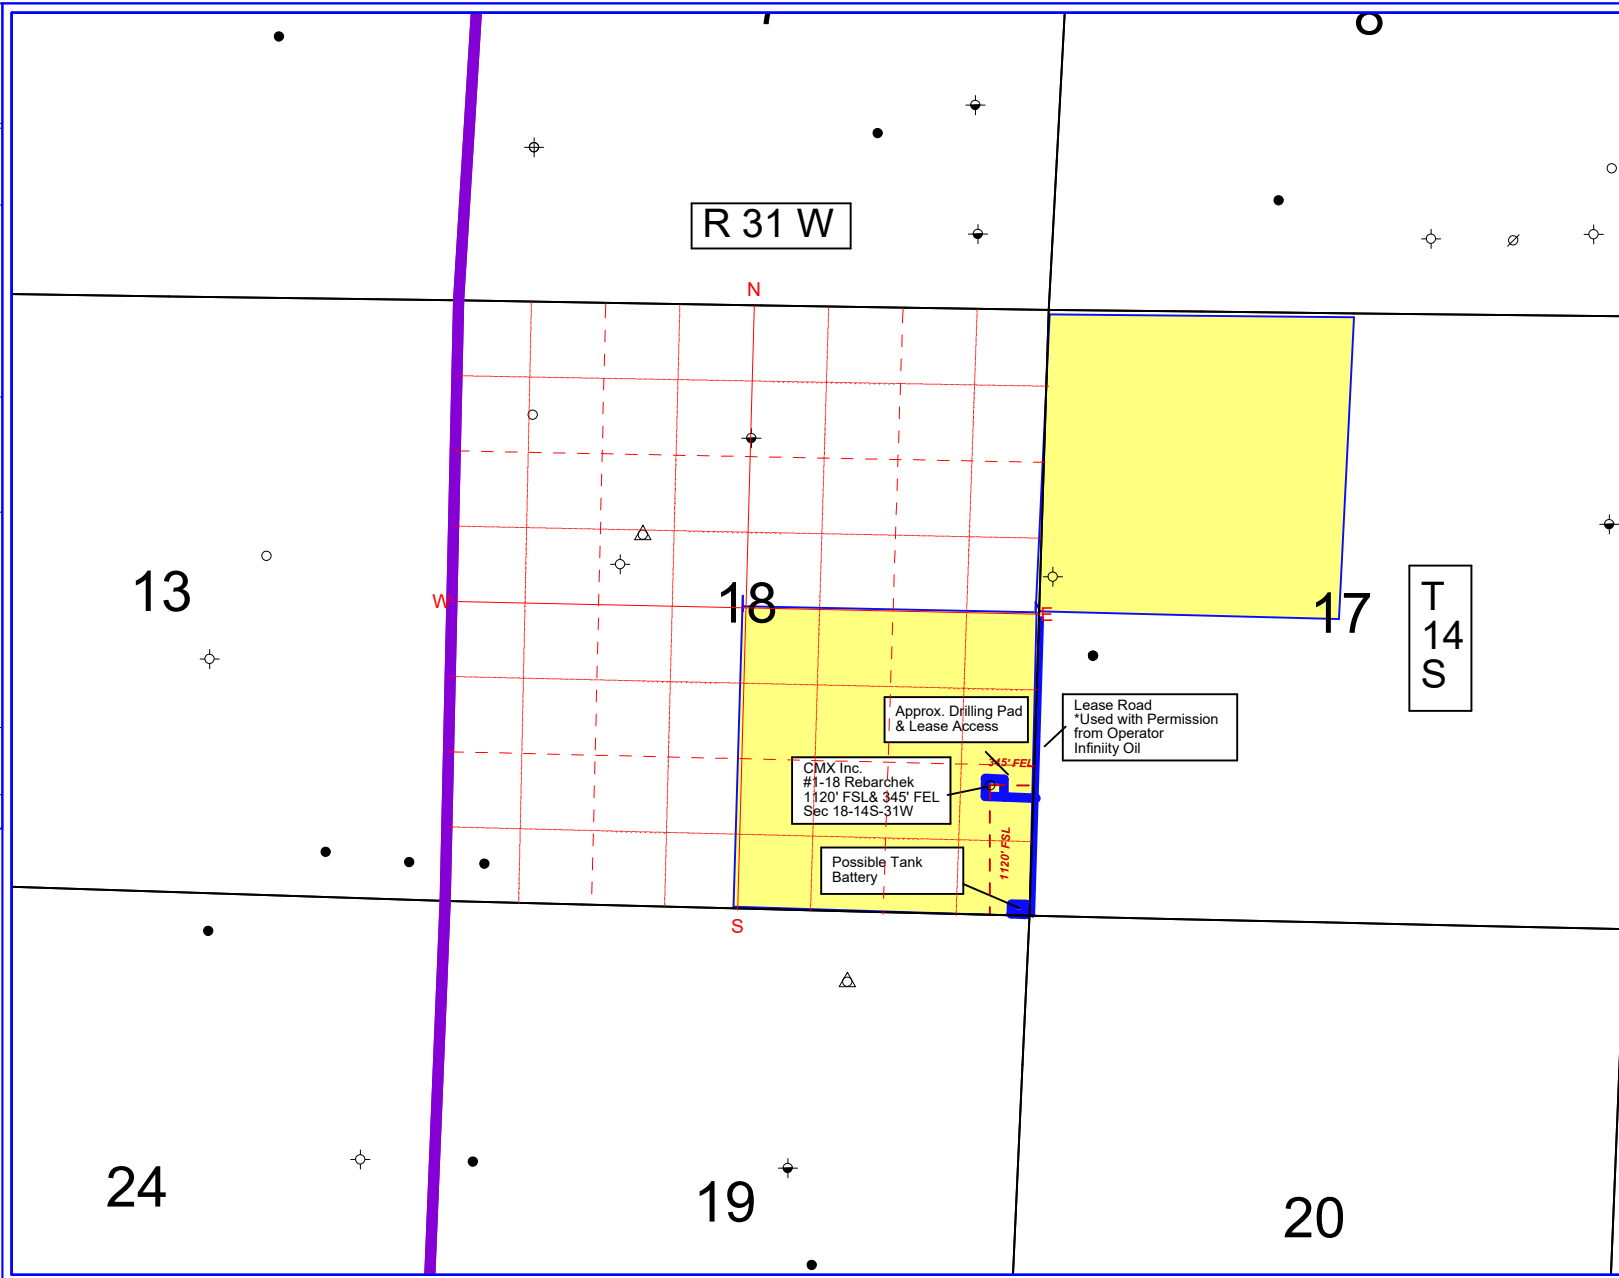 8
R 31 W
N
13
W
18
E
17
T
14
S
Approx. Drilling Pad
& Lease Access
Lease Road
*Used with Permission
from Operator
Infiniity Oil
345' FEL
CMX Inc.
#1-18 Rebarchek
1120' FSL& 345' FEL
Sec 18-14S-31W
1120' FSL
Possible Tank
Battery
S
24
19
20